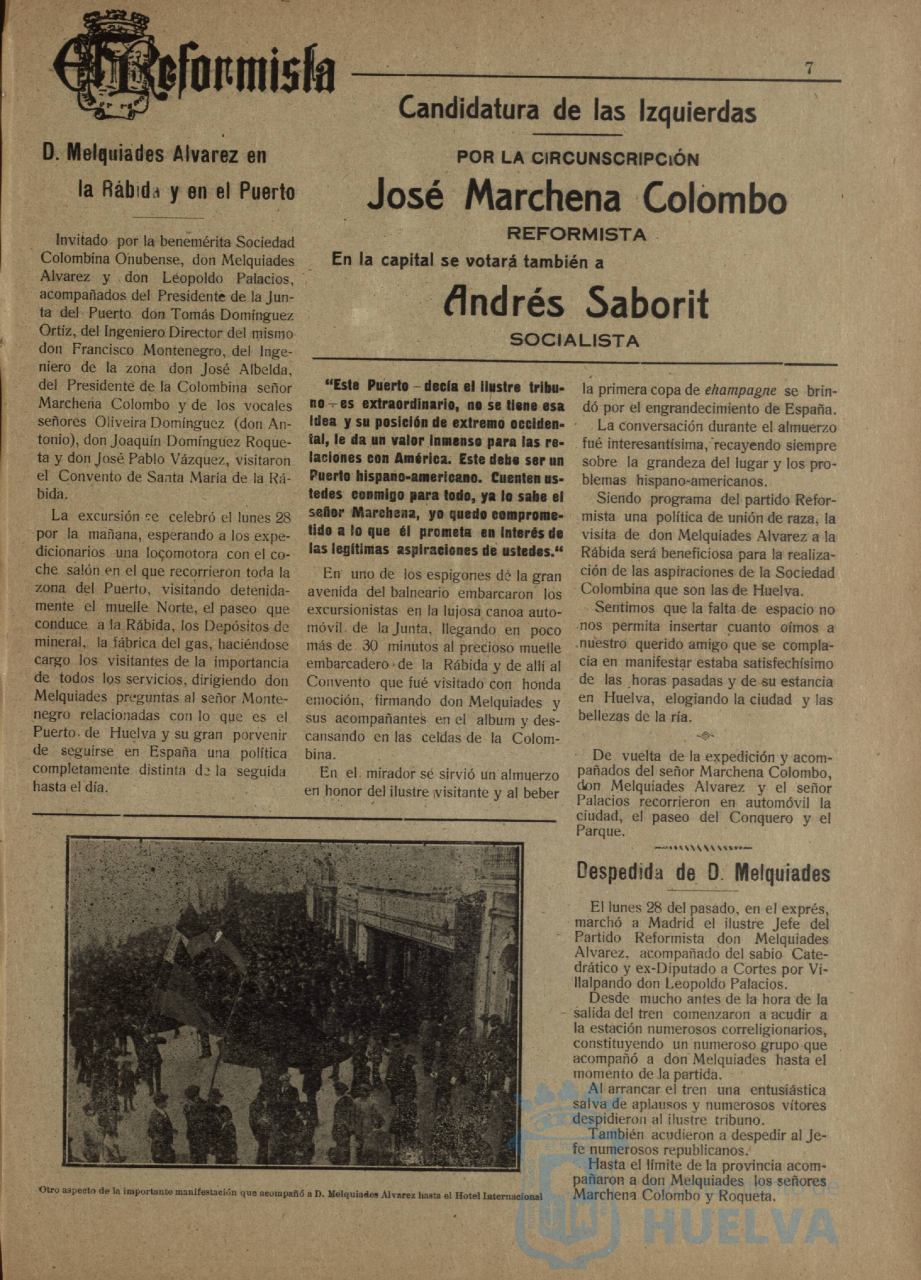 El Reformista
7
D. Melquiades Alvarez en
la Rábida y en el Puerto
Invitado por la benemérita Sociedad
Colombina Onubense, don Melquiades
Alvarez y don Leopoldo Palacios,
acompañados del Presidente de la Jun-
ta del Puerto don Tomás Domínguez
Ortíz, del Ingeniero Director del mismo
don Francisco Montenegro, del Inge-
niero de la zona don José Albelda,
del Presidente de la Colombina señor
Marchena Colombo y de los vocales
señores Oliveira Domínguez (don An-
tonio), don Joaquín Domínguez Roque-
ta y don José Pablo Vázquez, visitaron
el Convento de Santa María de la Rá-
bida.
La excursión se celebró el lunes 28
por la mañana, esperando a los expe-
dicionarios una locomotora con el co-
che salón en el que recorrieron toda la
zona del Puerto, visitando detenida-
mente el muelle Norte, el paseo que
conduce a la Rábida, los Depósitos de
mineral, la fábrica del gas, haciéndose
cargo los visitantes de la importancia
de todos los servicios, dirigiendo don
Melquiades preguntas al señor Monte-
negro relacionadas con lo que es el
Puerto de Huelva y su gran porvenir
de seguirse en España una política
completamente distinta de la seguida
hasta el día.
Candidatura de las Izquierdas
POR LA CIRCUNSCRIPCIÓN
José Marchena Colombo
REFORMISTA
En la capital se votará también a
Andrés Saborit
SOCIALISTA
"Este Puerto—decía el ilustre tribu-
no—es extraordinario, no se tiene esa
idea y su posición de extremo occiden-
tal, le da un valor inmenso para las re-
laciones con América. Este debe ser un
Puerto hispano-americano. Cuenten us-
tedes conmigo para todo, ya lo sabe el
señor Marchena, yo quedo comprome-
tido a lo que él prometa en interés de
las legítimas aspiraciones de ustedes."
En uno de los espigones de la gran
avenida del balneario embarcaron los
excursionistas en la lujosa canoa auto-
móvil de la Junta, llegando en poco
más de 30 minutos al precioso muelle
embarcadero de la Rábida y de allí al
Convento que fué visitado con honda
emoción, firmando don Melquiades y
sus acompañantes en el album y des-
cansando en las celdas de la Colom-
bina.
En el mirador se sirvió un almuerzo
en honor del ilustre visitante y al beber
la primera copa de ehampagne se brin-
dó por el engrandecimiento de España.
La conversación durante el almuerzo
fué interesantísima, recayendo siempre
sobre la grandeza del lugar y los pro-
blemas hispano-americanos.
Siendo programa del partido Refor-
mista una política de unión de raza, la
visita de don Melquiades Alvarez a la
Rábida será beneficiosa para la realiza-
ción de las aspiraciones de la Sociedad
Colombina que son las de Huelva.
Sentimos que la falta de espacio no
nos permita insertar cuanto oímos a
nuestro querido amigo que se compla-
cía en manifestar estaba satisfechísimo
de las horas pasadas y de su estancia
en Huelva, elogiando la ciudad y las
bellezas de la ría.
De vuelta de la expedición y acom-
pañados del señor Marchena Colombo,
don Melquiades Alvarez y el señor
Palacios recorrieron en automóvil la
ciudad, el paseo del Conquero y el
Parque.
Despedida de D. Melquiades
El lunes 28 del pasado, en el exprés,
marchó a Madrid el ilustre Jefe del
Partido Reformista don Melquiades
Alvarez, acompañado del sabio Cate-
drático y ex-Diputado a Cortes por Vi-
llalpando don Leopoldo Palacios.
Desde mucho antes de la hora de la
salida del tren comenzaron a acudir a
la estación numerosos correligionarios,
constituyendo un numeroso grupo que
acompañó a don Melquiades hasta el
momento de la partida.
Al arrancar el tren una entusiástica
salva de aplausos y numerosos vítores
despidieron al ilustre tribuno.
También acudieron a despedir al Je-
fe numerosos republicanos.
Hasta el límite de la provincia acom-
pañaron a don Melquiades los señores
Marchena Colombo y Roqueta.
Otro aspecto de la importante manifestación que acompañó a D. Melquiades Alvarez hasta el Hotel Internacional
de
HUELVA